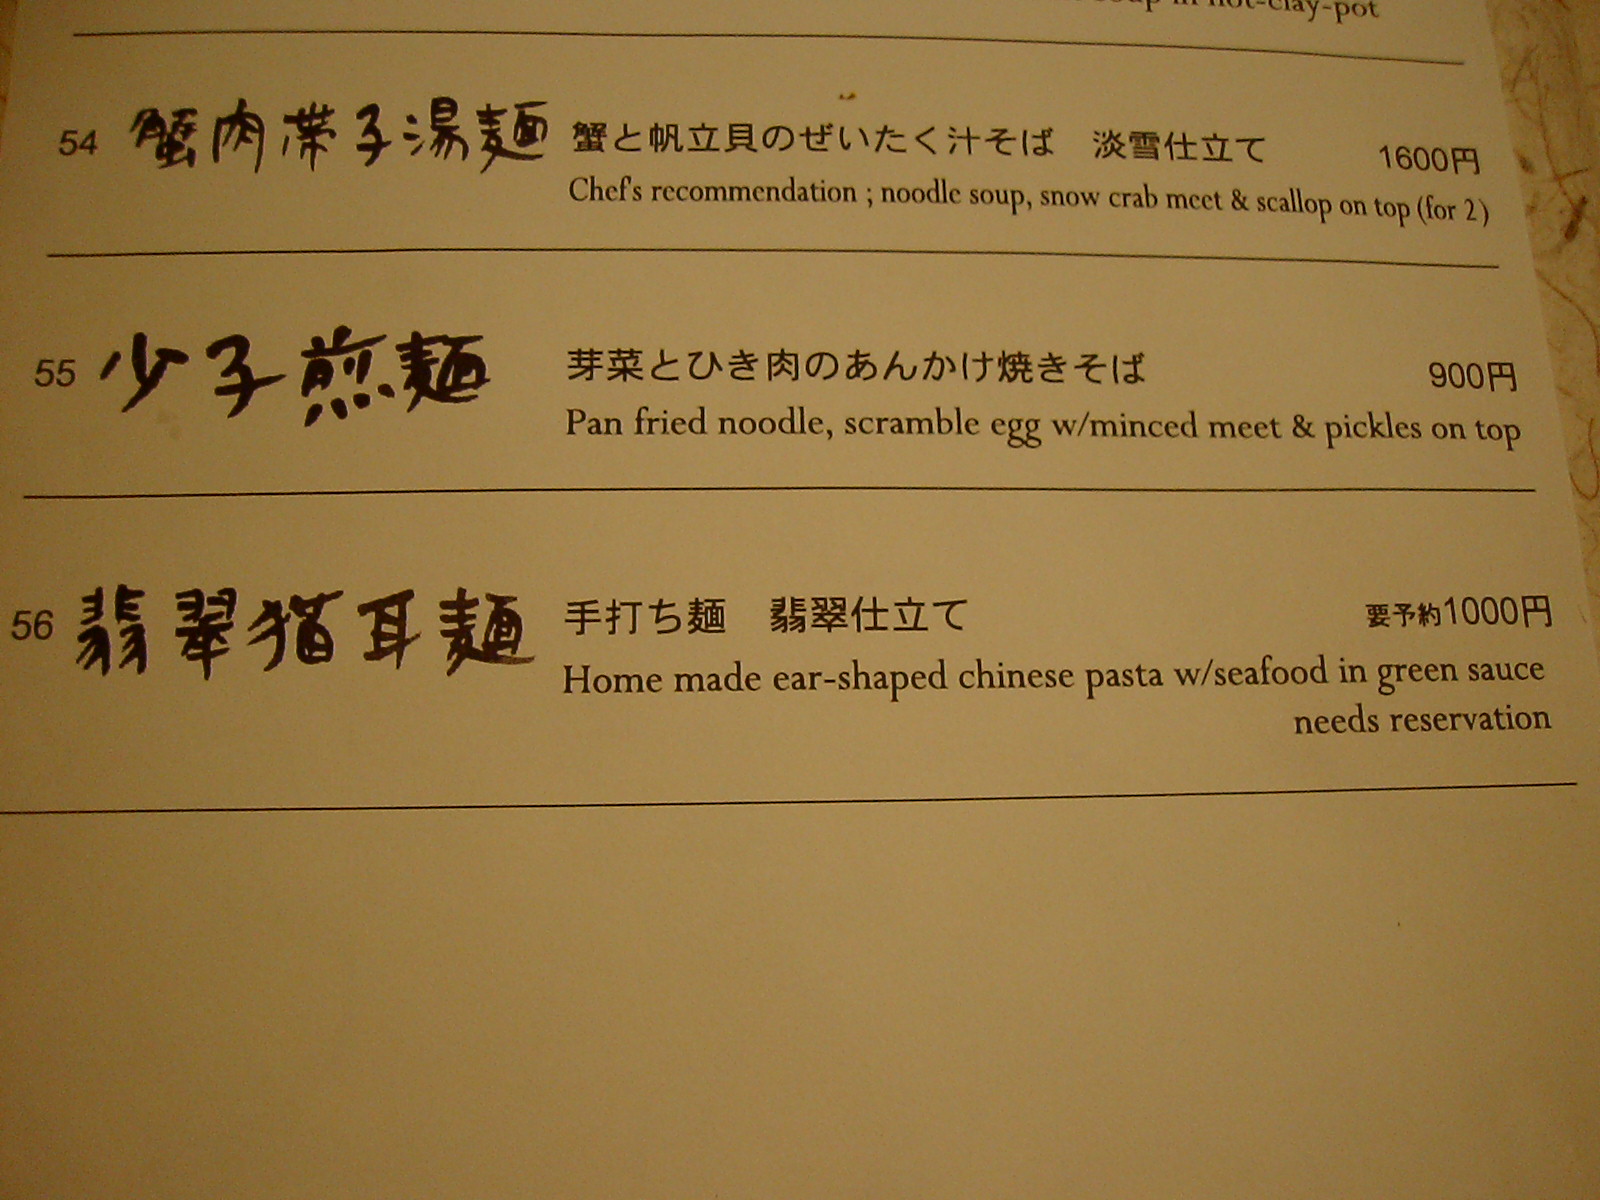 in hot-clay-pot
54 蟹肉帯子湯麺 蟹と帆立貝のぜいたく汁そば 淡雪仕立て 1600円
Chef's recommendation ; noodle soup, snow crab meet & scallop on top (for 2)
55 少子煎麺 芽菜とひき肉のあんかけ焼きそば 900円
Pan fried noodle, scramble egg w/minced meet & pickles on top
56 翡翠猫耳麺 手打ち麺 翡翠仕立て 要予約1000円
Home made ear-shaped chinese pasta w/seafood in green sauce
needs reservation